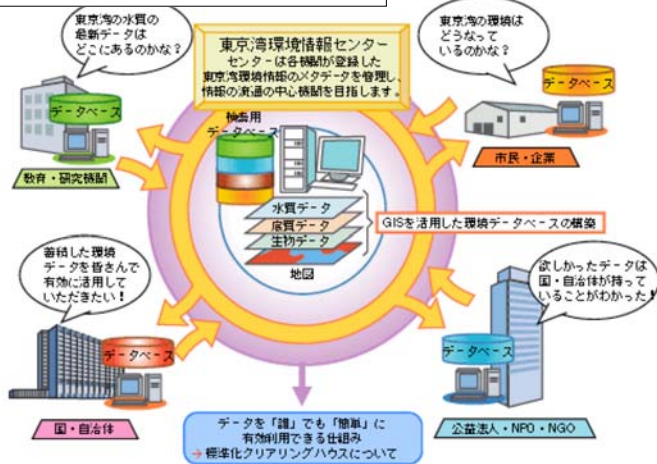 東京湾の水質の
最新データは
どこにあるのかな？
東京湾環境情報センター
センターは各機関が登録した
東京湾環境情報のメタデータを管理し、
情報の流通の中心機関を目指します。
東京湾の環境は
どうなって
いるのかな？
データベース
教育・研究機関
検索用
データベース
データベース
市民・企業
水質データ
底質データ
生物データ
地図
GISを活用した環境データベースの構築
蓄積した環境
データを皆さんで
有効に活用して
いただきたい！
データベース
国・自治体
欲しかったデータは
国・自治体が持って
いることがわかった！
データベース
公益法人・NPO・NGO
データを「誰」でも「簡単」に
有効利用できる仕組み
→ 標準化クリアリングハウスについて